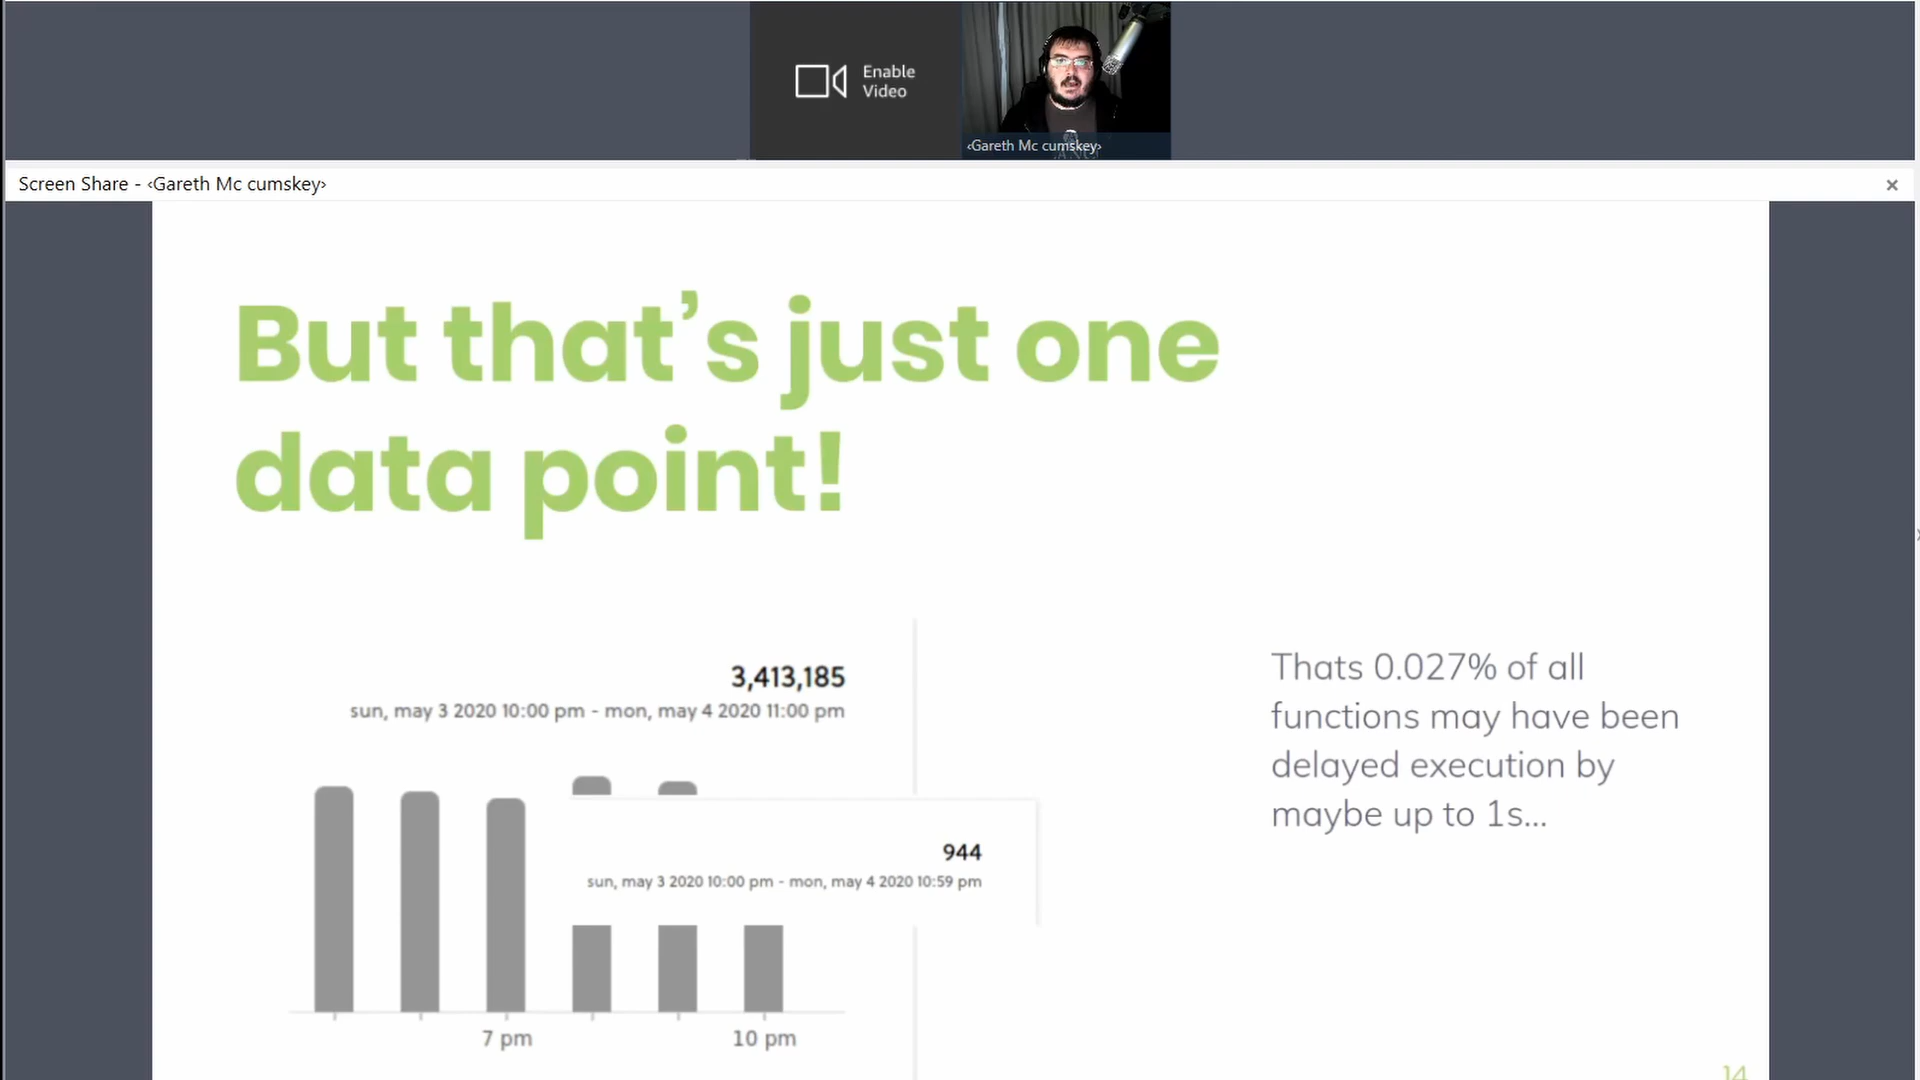 Enable
Video
‹Gareth Mc cumskey›
Screen Share - ‹Gareth Mc cumskey›
But that’s just one
data point!
3,413,185
sun, may 3 2020 10:00 pm - mon, may 4 2020 11:00 pm
944
sun, may 3 2020 10:00 pm - mon, may 4 2020 10:59 pm
7 pm
10 pm
Thats 0.027% of all
functions may have been
delayed execution by
maybe up to 1s...
14